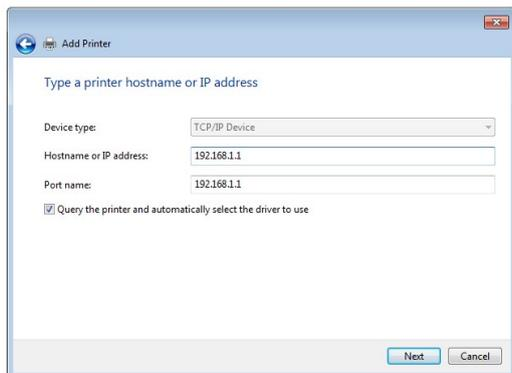 Add Printer
Type a printer hostname or IP address
Device type: TCP/IP Device
Hostname or IP address: 192.168.1.1
Port name: 192.168.1.1
Query the printer and automatically select the driver to use
Next Cancel